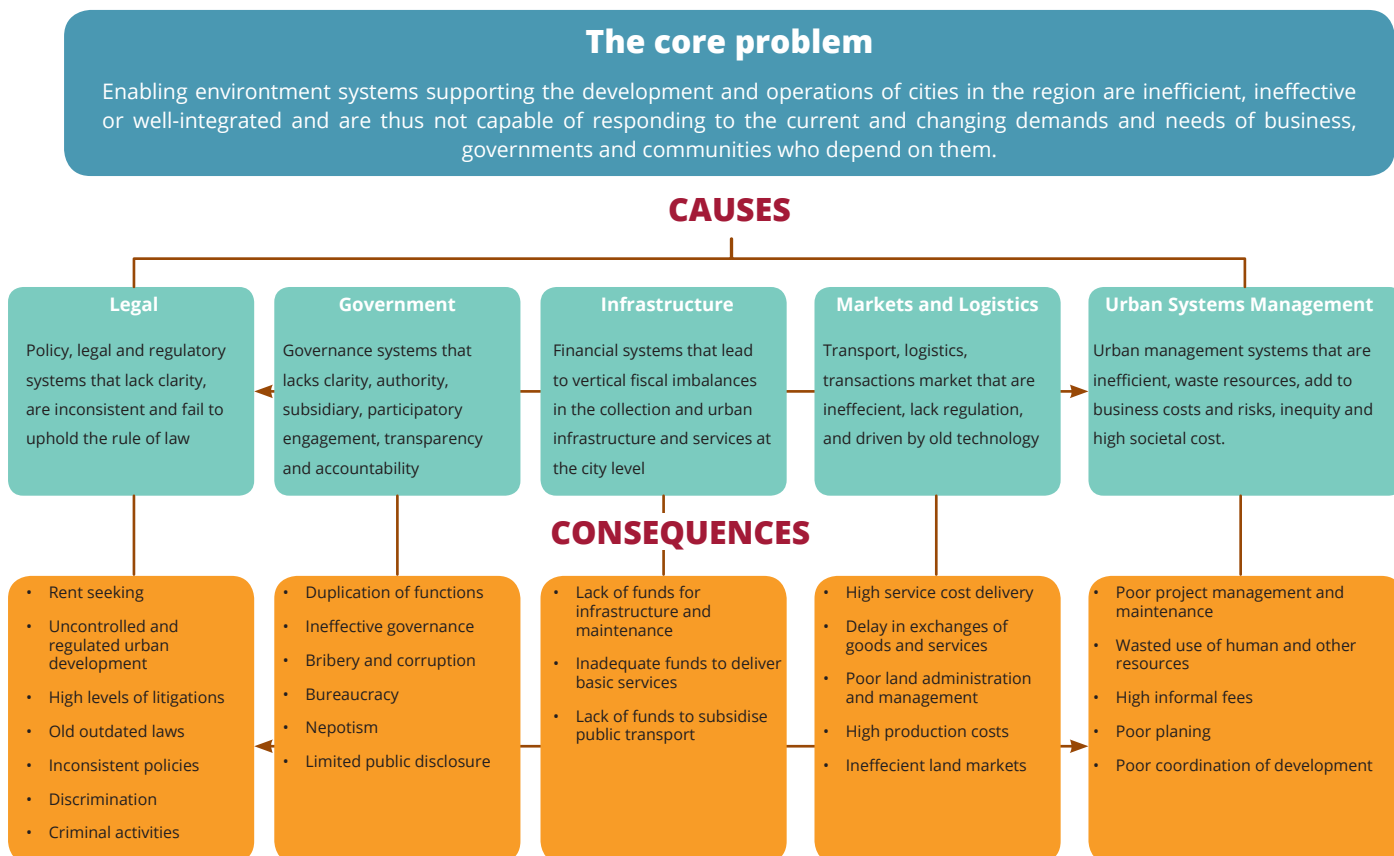 The core problem
Enabling environtment systems supporting the development and operations of cities in the region are inefficient, ineffective
or well-integrated and are thus not capable of responding to the current and changing demands and needs of business,
governments and communities who depend on them.
CAUSES
Legal
Policy, legal and regulatory
systems that lack clarity,
are inconsistent and fail to
uphold the rule of law
Government
Governance systems that
lacks clarity, authority,
subsidiary, participatory
engagement, transparency
and accountability
Infrastructure
Financial systems that lead
to vertical fiscal imbalances
in the collection and urban
infrastructure and services at
the city level
Markets and Logistics
Transport, logistics,
transactions market that are
ineffecient, lack regulation,
and driven by old technology
Urban Systems Management
Urban management systems that are
inefficient, waste resources, add to
business costs and risks, inequity and
high societal cost.
CONSEQUENCES
• Rent seeking
• Uncontrolled and
regulated urban
development
• High levels of litigations
• Old outdated laws
• Inconsistent policies
• Discrimination
• Criminal activities
• Duplication of functions
• Ineffective governance
• Bribery and corruption
• Bureaucracy
• Nepotism
• Limited public disclosure
• Lack of funds for
infrastructure and
maintenance
• Inadequate funds to deliver
basic services
• Lack of funds to subsidise
public transport
• High service cost delivery
• Delay in exchanges of
goods and services
• Poor land administration
and management
• High production costs
• Ineffecient land markets
• Poor project management and
maintenance
• Wasted use of human and other
resources
• High informal fees
• Poor planing
• Poor coordination of development